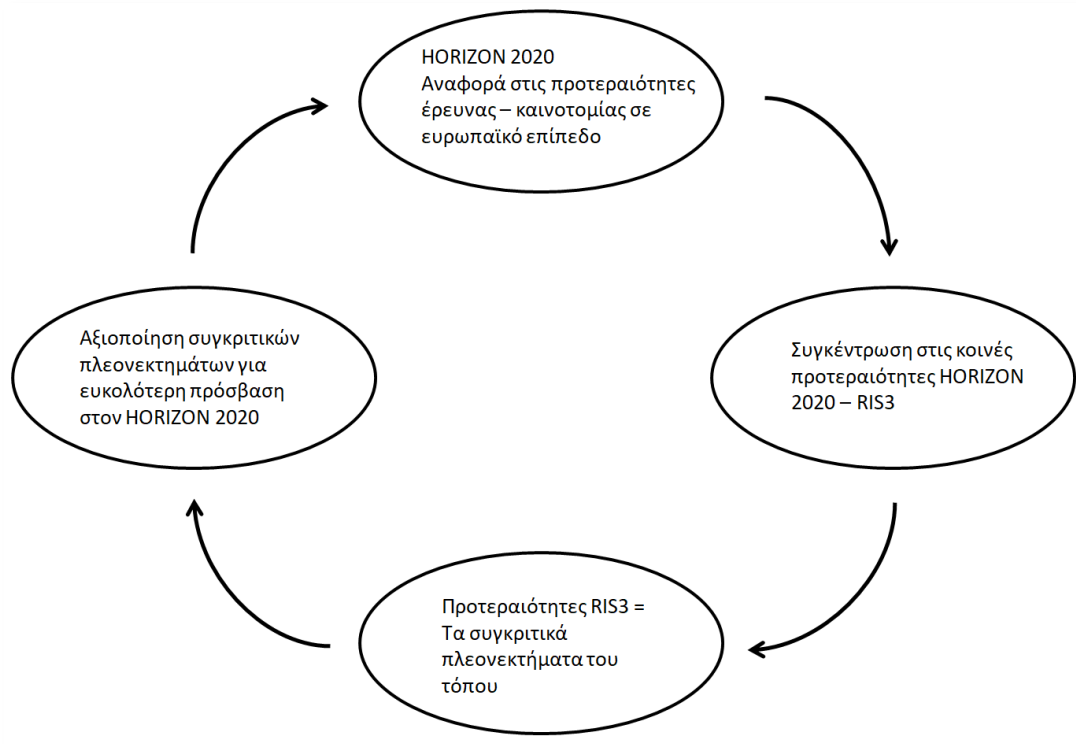 HORIZON 2020
Αναφορά στις προτεραιότητες
έρευνας – καινοτομίας σε
ευρωπαϊκό επίπεδο
Συγκέντρωση στις κοινές
προτεραιότητες HORIZON
2020 – RIS3
Προτεραιότητες RIS3 =
Τα συγκριτικά
πλεονεκτήματα του
τόπου
Αξιοποίηση συγκριτικών
πλεονεκτημάτων για
ευκολότερη πρόσβαση
στον HORIZON 2020